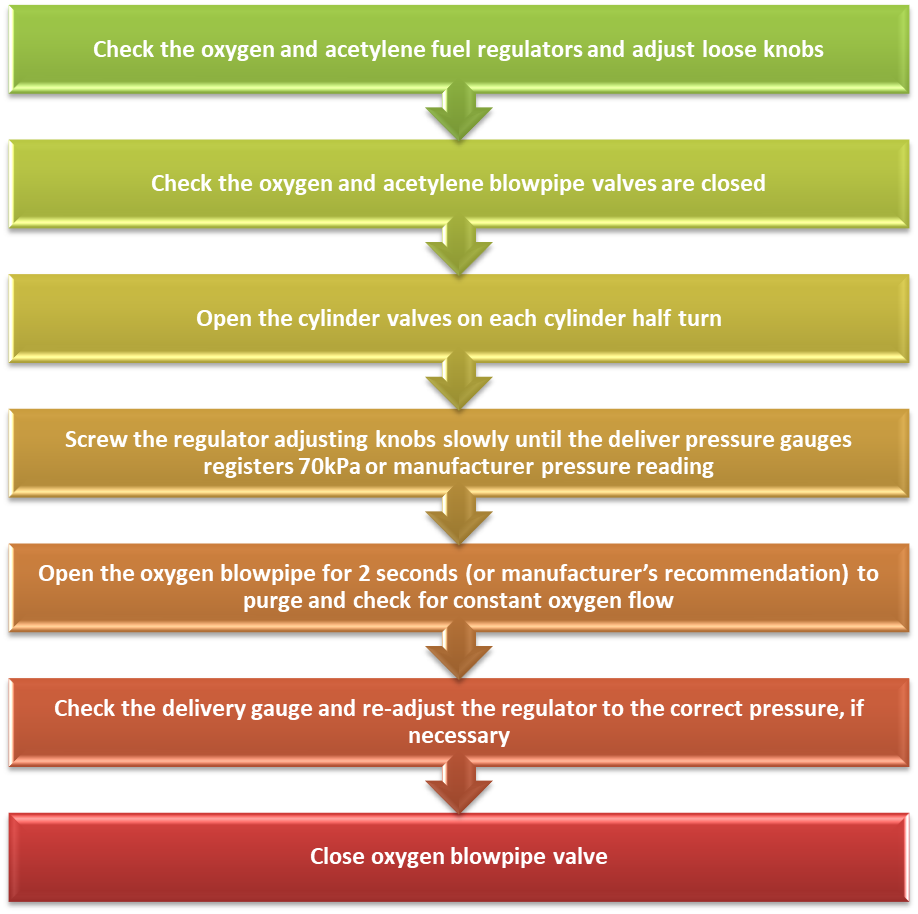 Check the oxygen and acetylene fuel regulators and adjust loose knobs
Check the oxygen and acetylene blowpipe valves are closed
Open the cylinder valves on each cylinder half turn
Screw the regulator adjusting knobs slowly until the deliver pressure gauges
registers 70kPa or manufacturer pressure reading
Open the oxygen blowpipe for 2 seconds (or manufacturer’s recommendation) to
purge and check for constant oxygen flow
Check the delivery gauge and re-adjust the regulator to the correct pressure, if
necessary
Close oxygen blowpipe valve